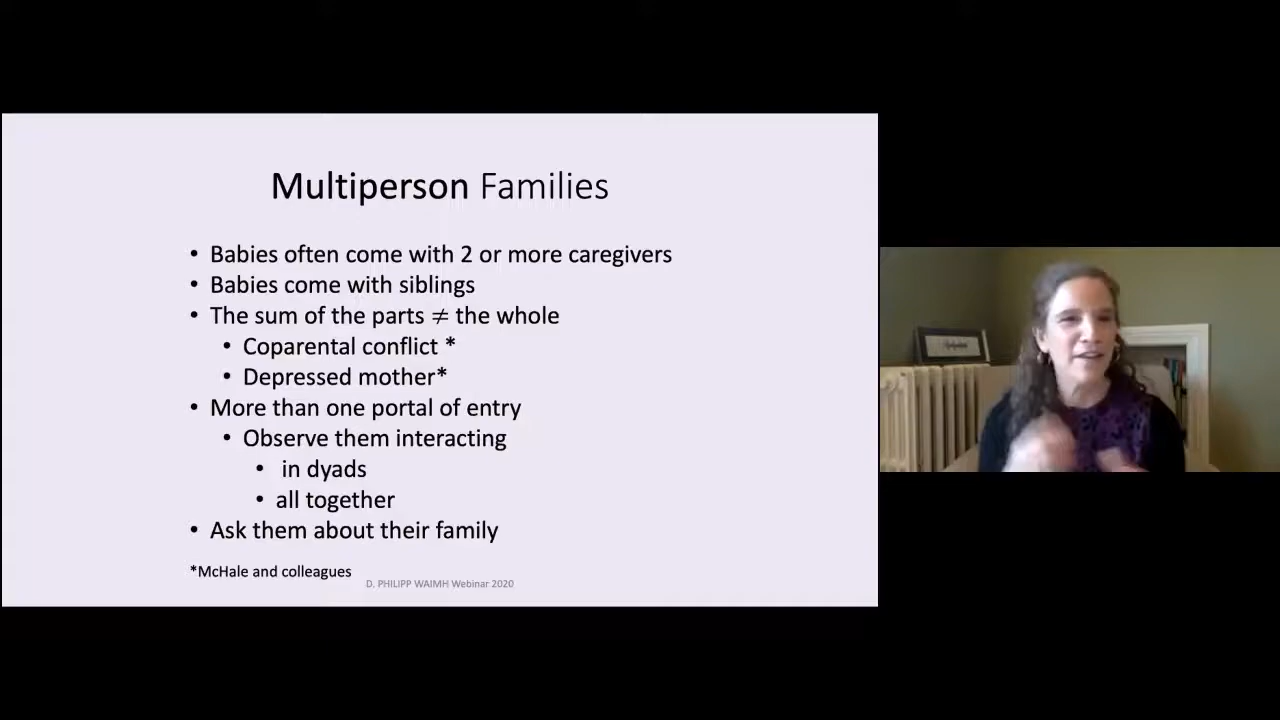 Multiperson Families
• Babies often come with 2 or more caregivers
• Babies come with siblings
• The sum of the parts ≠ the whole
• Coparental conflict *
• Depressed mother*
• More than one portal of entry
• Observe them interacting
• in dyads
• all together
• Ask them about their family
*McHale and colleagues
D. PHILIPP WAIMH Webinar 2020